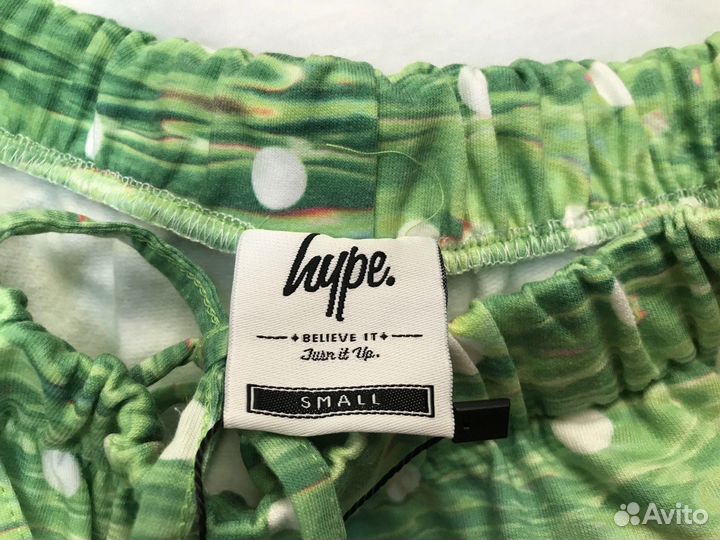 hype.
BELIEVE IT
Turn it Up.
SMALL
Avito